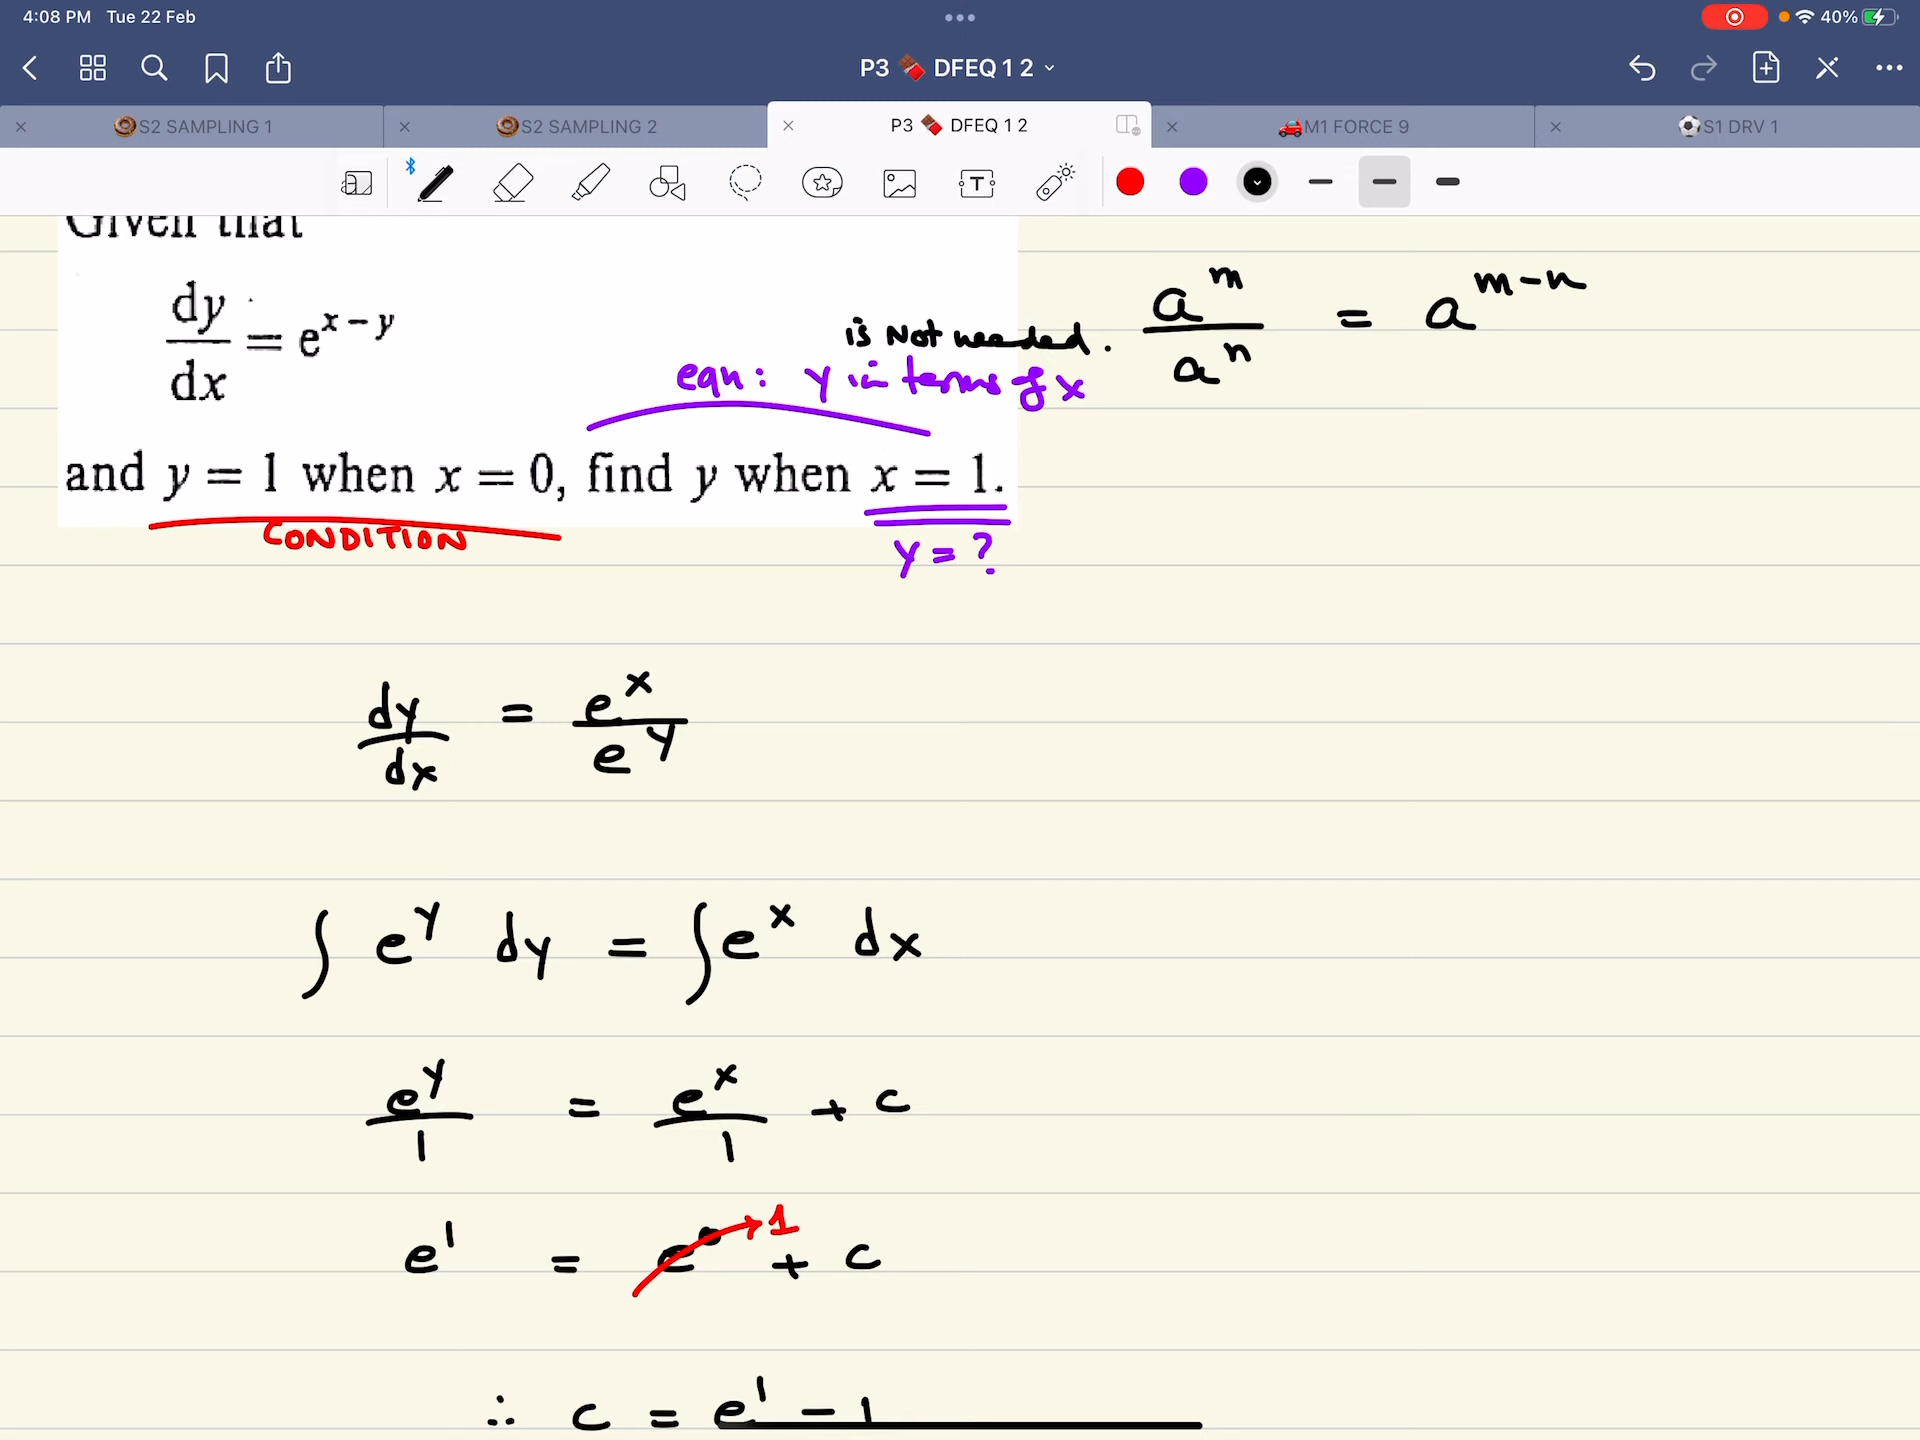 4:08 PM Tue 22 Feb
40%
P3 🍫 DFEQ 1 2
🍩S2 SAMPLING 1
🍩S2 SAMPLING 2
P3 🍫 DFEQ 1 2
🚗M1 FORCE 9
⚽S1 DRV 1
Given that
dy/dx = e^(x − y)
is Not needed.
eqn: y in terms of x
a^m/a^n = a^(m−n)
and y = 1 when x = 0, find y when x = 1.
CONDITION
y = ?
dy/dx = e^x/e^y
∫ e^y dy = ∫ e^x dx
e^y/1 = e^x/1 + c
e^1 = e^0 → 1 + c
∴ c = e^1 − 1